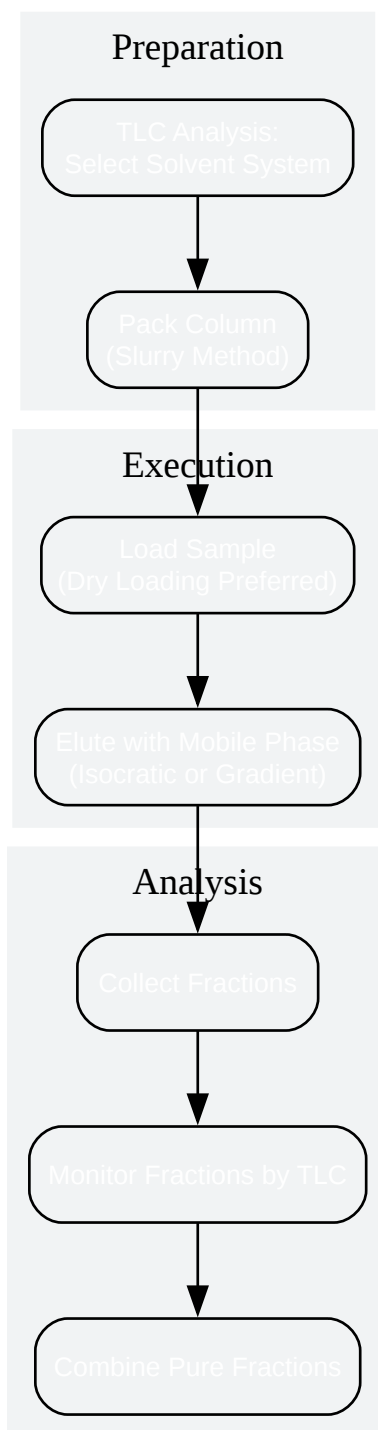 Preparation
TLC Analysis:
Select Solvent System
Pack Column
(Slurry Method)
Execution
Load Sample
(Dry Loading Preferred)
Elute with Mobile Phase
(Isocratic or Gradient)
Analysis
Collect Fractions
Monitor Fractions by TLC
Combine Pure Fractions